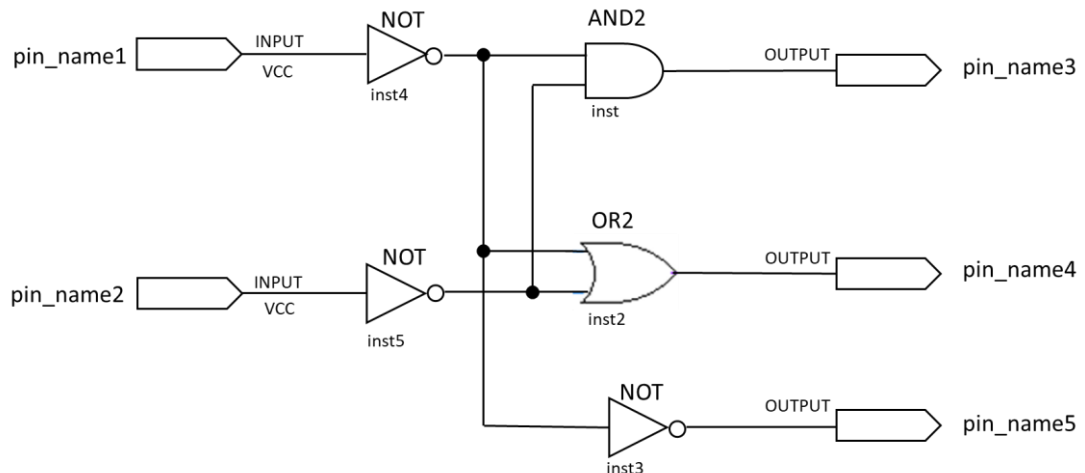 NOT
AND2
pin_name1
INPUT
VCC
OUTPUT
pin_name3
inst4
inst
NOT
OR2
pin_name2
INPUT
VCC
OUTPUT
pin_name4
inst5
inst2
NOT
OUTPUT
pin_name5
inst3